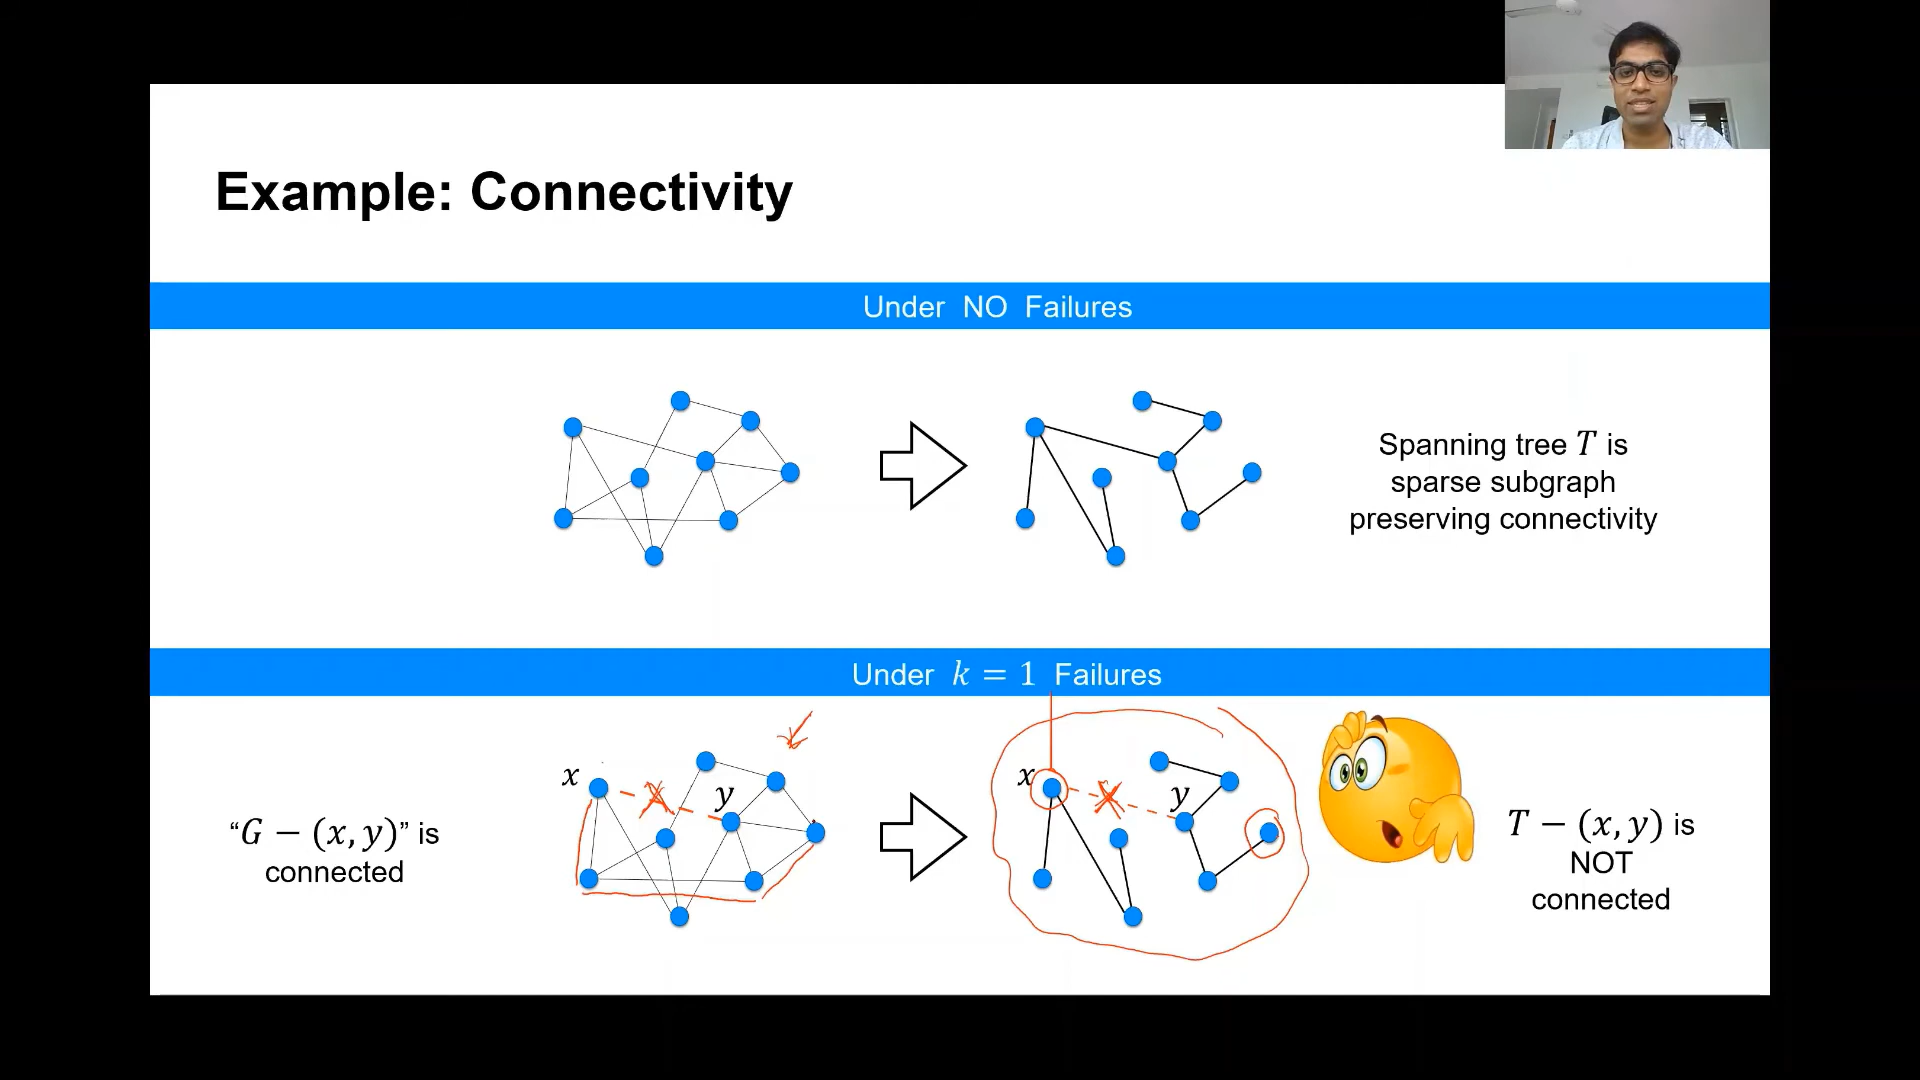 Example: Connectivity
Under NO Failures
Spanning tree T is
sparse subgraph
preserving connectivity
Under k = 1 Failures
x
y
“G − (x, y)” is
connected
x
y
T − (x, y) is
NOT
connected